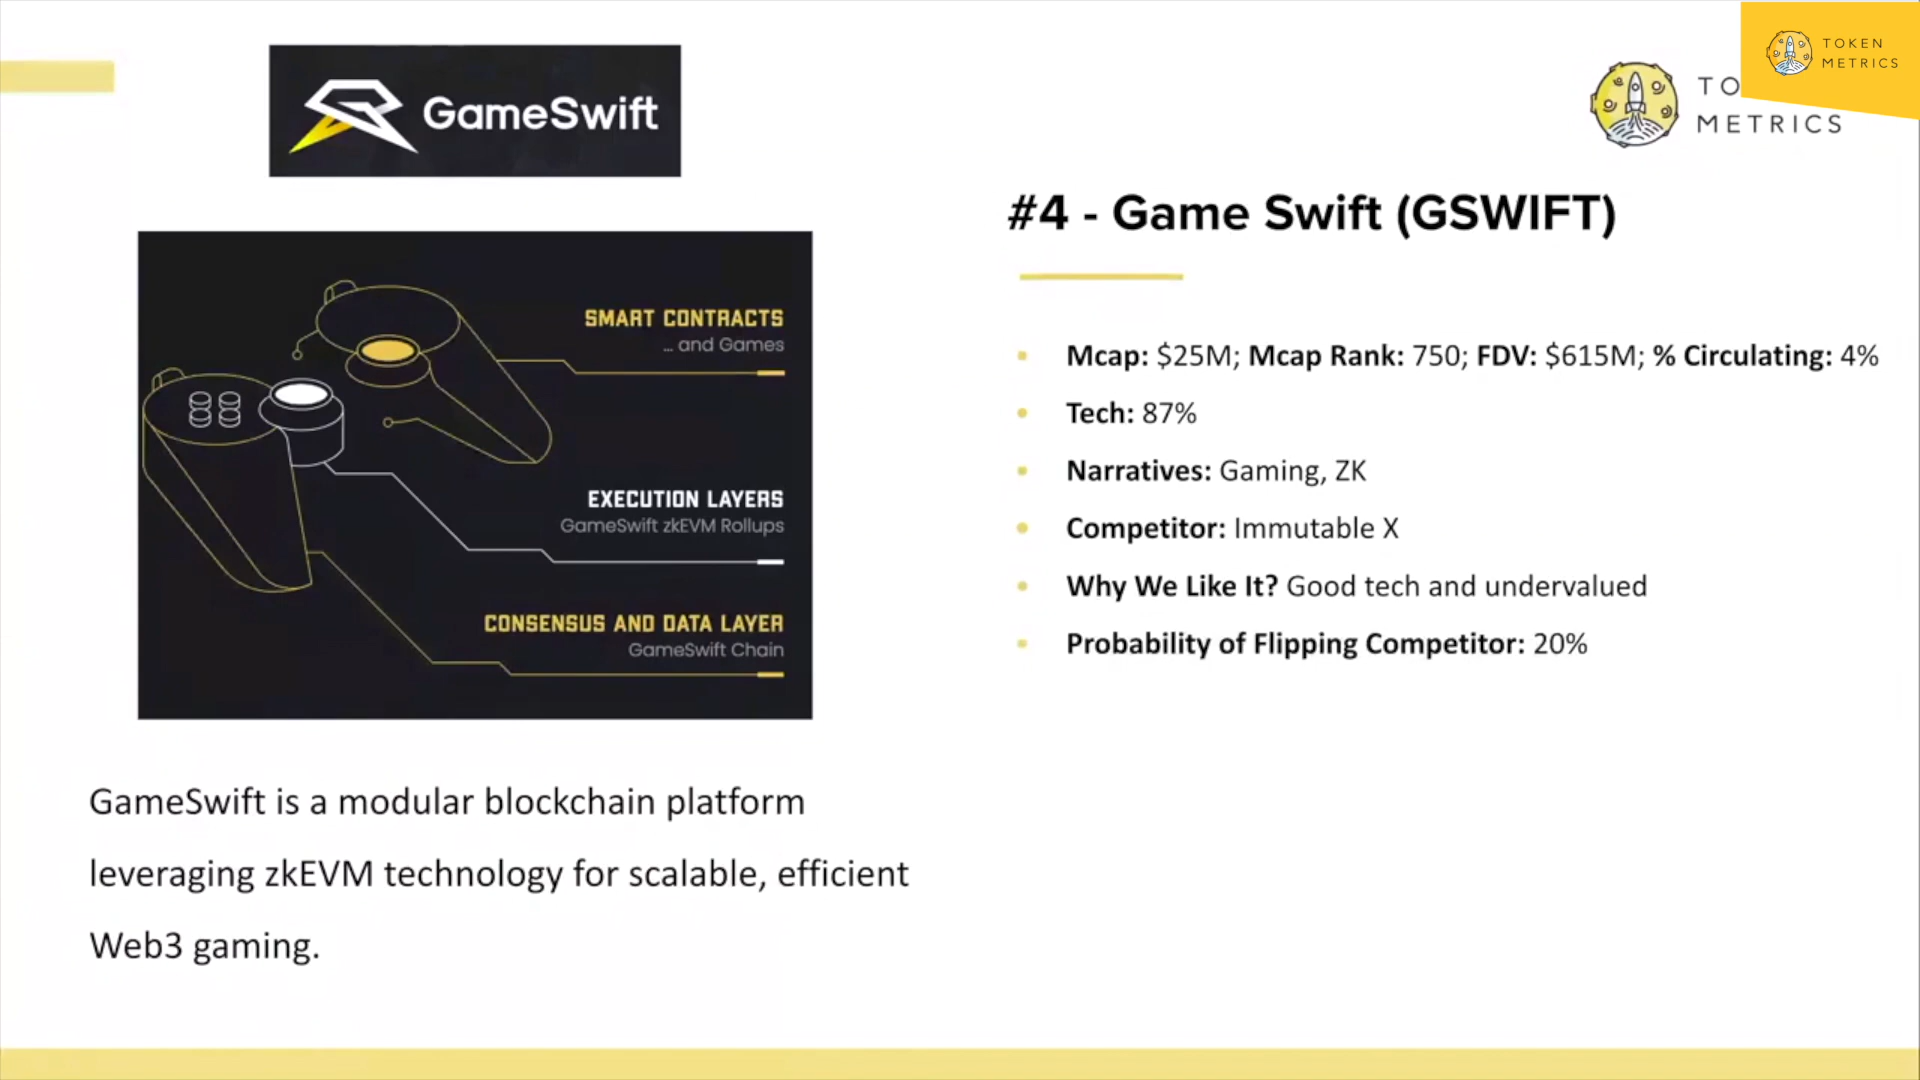 GameSwift
TOKEN
METRICS
TO
METRICS
#4 - Game Swift (GSWIFT)
SMART CONTRACTS
... and Games
EXECUTION LAYERS
GameSwift zkEVM Rollups
CONSENSUS AND DATA LAYER
GameSwift Chain
Mcap: $25M; Mcap Rank: 750; FDV: $615M; % Circulating: 4%
Tech: 87%
Narratives: Gaming, ZK
Competitor: Immutable X
Why We Like It? Good tech and undervalued
Probability of Flipping Competitor: 20%
GameSwift is a modular blockchain platform
leveraging zkEVM technology for scalable, efficient
Web3 gaming.